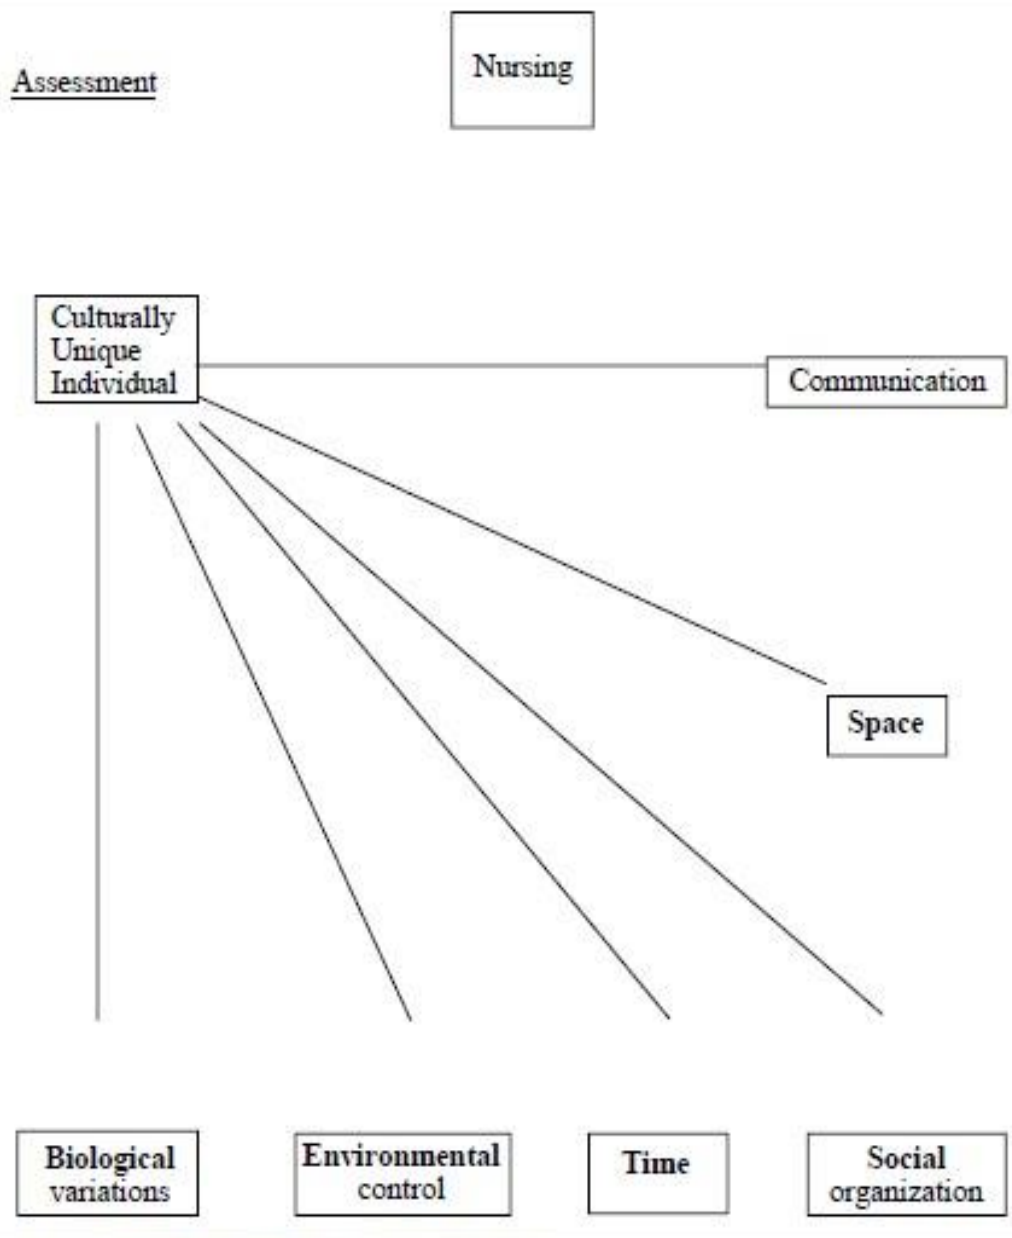 Nursing
Assessment
Culturally
Unique
Individual
Communication
Space
Biological
variations
Environmental
control
Time
Social
organization